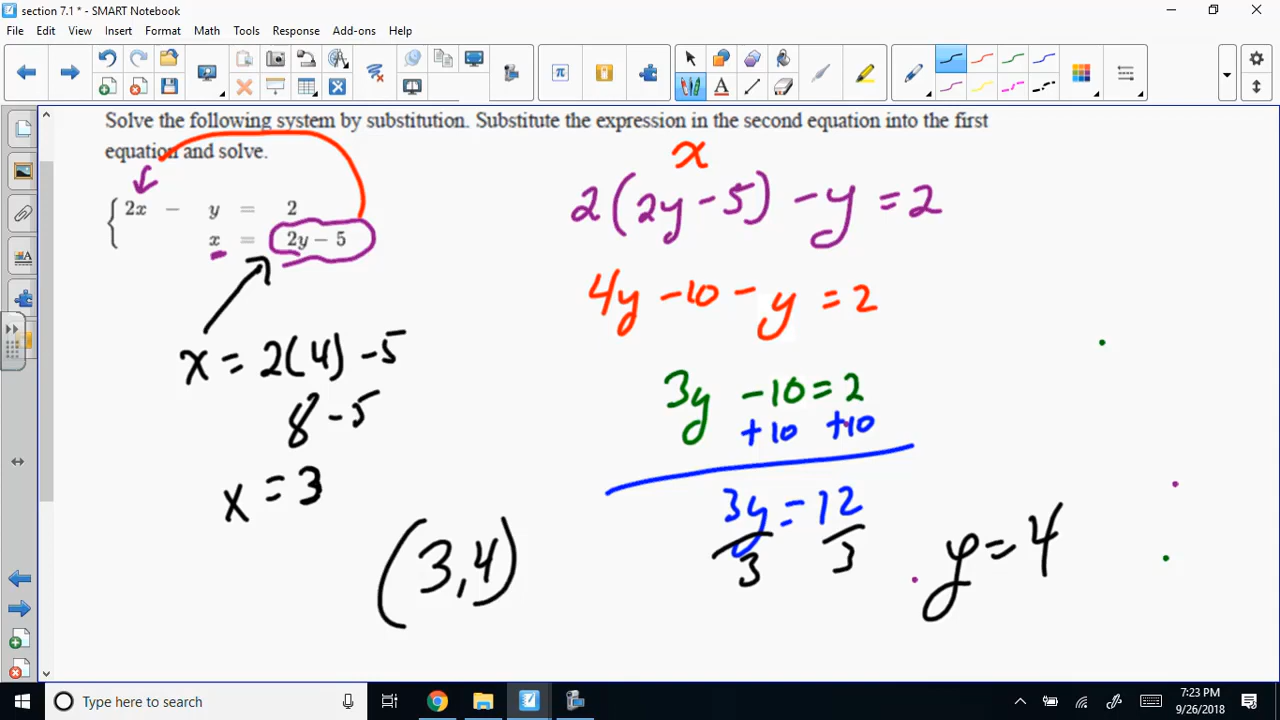 section 7.1 * - SMART Notebook
File Edit View Insert Format Math Tools Response Add-ons Help
Solve the following system by substitution. Substitute the expression in the second equation into the first
equation and solve.
2x − y = 2
x = 2y − 5
x
2(2y - 5) - y = 2
4y - 10 - y = 2
3y - 10 = 2
+10 +10
3y = 12
3 3
y = 4
x = 2(4) - 5
8 - 5
x = 3
(3,4)
Type here to search
7:23 PM
9/26/2018